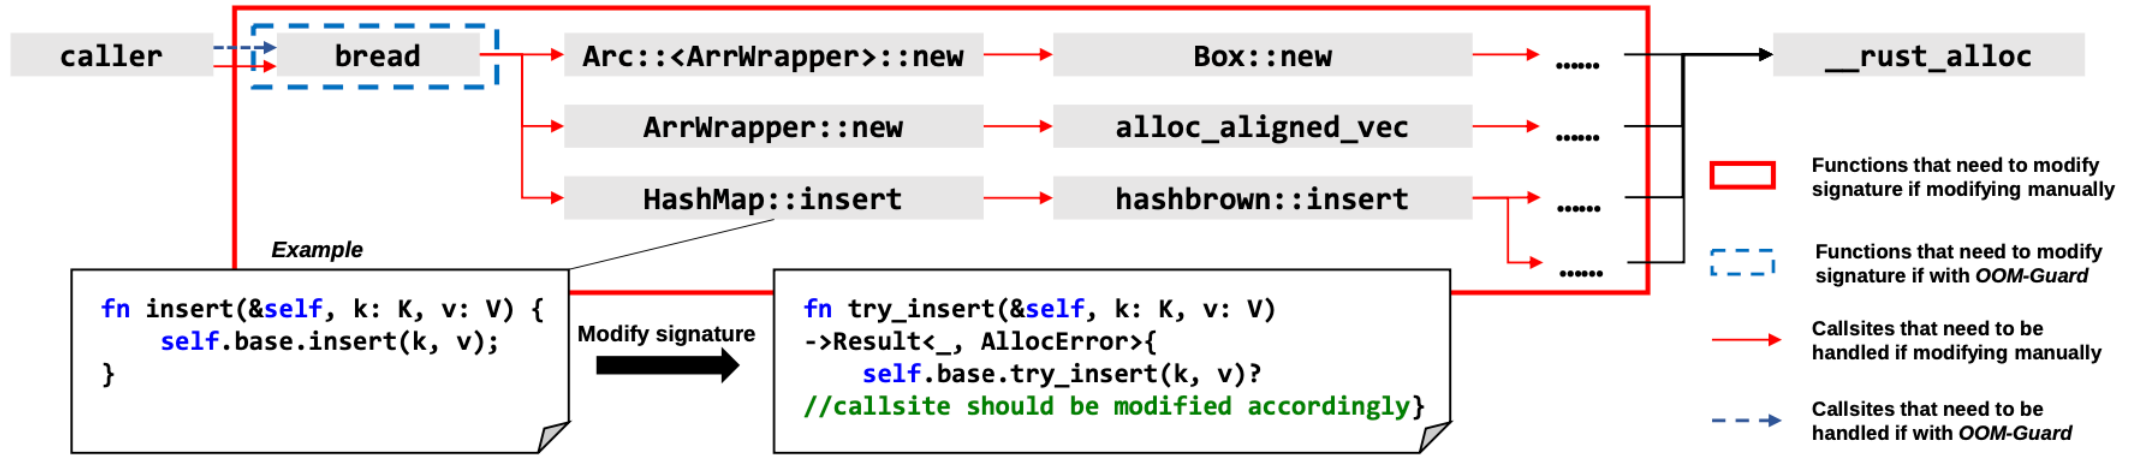 caller
bread
Arc::<ArrWrapper>::new
Box::new
......
__rust_alloc
ArrWrapper::new
alloc_aligned_vec
......
HashMap::insert
hashbrown::insert
......
......
Functions that need to modify
signature if modifying manually
Functions that need to modify
signature if with OOM-Guard
Callsites that need to be
handled if modifying manually
Callsites that need to be
handled if with OOM-Guard
Example
fn insert(&self, k: K, v: V) {
    self.base.insert(k, v);
}
Modify signature
fn try_insert(&self, k: K, v: V)
->Result<_, AllocError>{
    self.base.try_insert(k, v)?
//callsite should be modified accordingly}